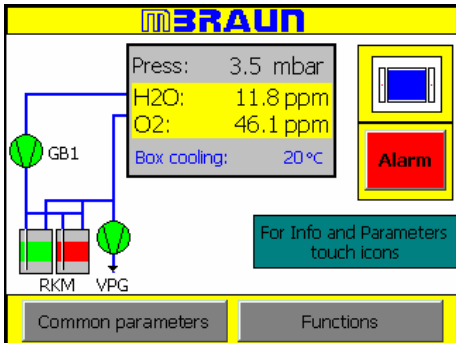 MBRAUN
Press: 3.5 mbar
H2O: 11.8 ppm
O2: 46.1 ppm
Box cooling: 20 °C
GB1
Alarm
For Info and Parameters
touch icons
RKM VPG
Common parameters Functions